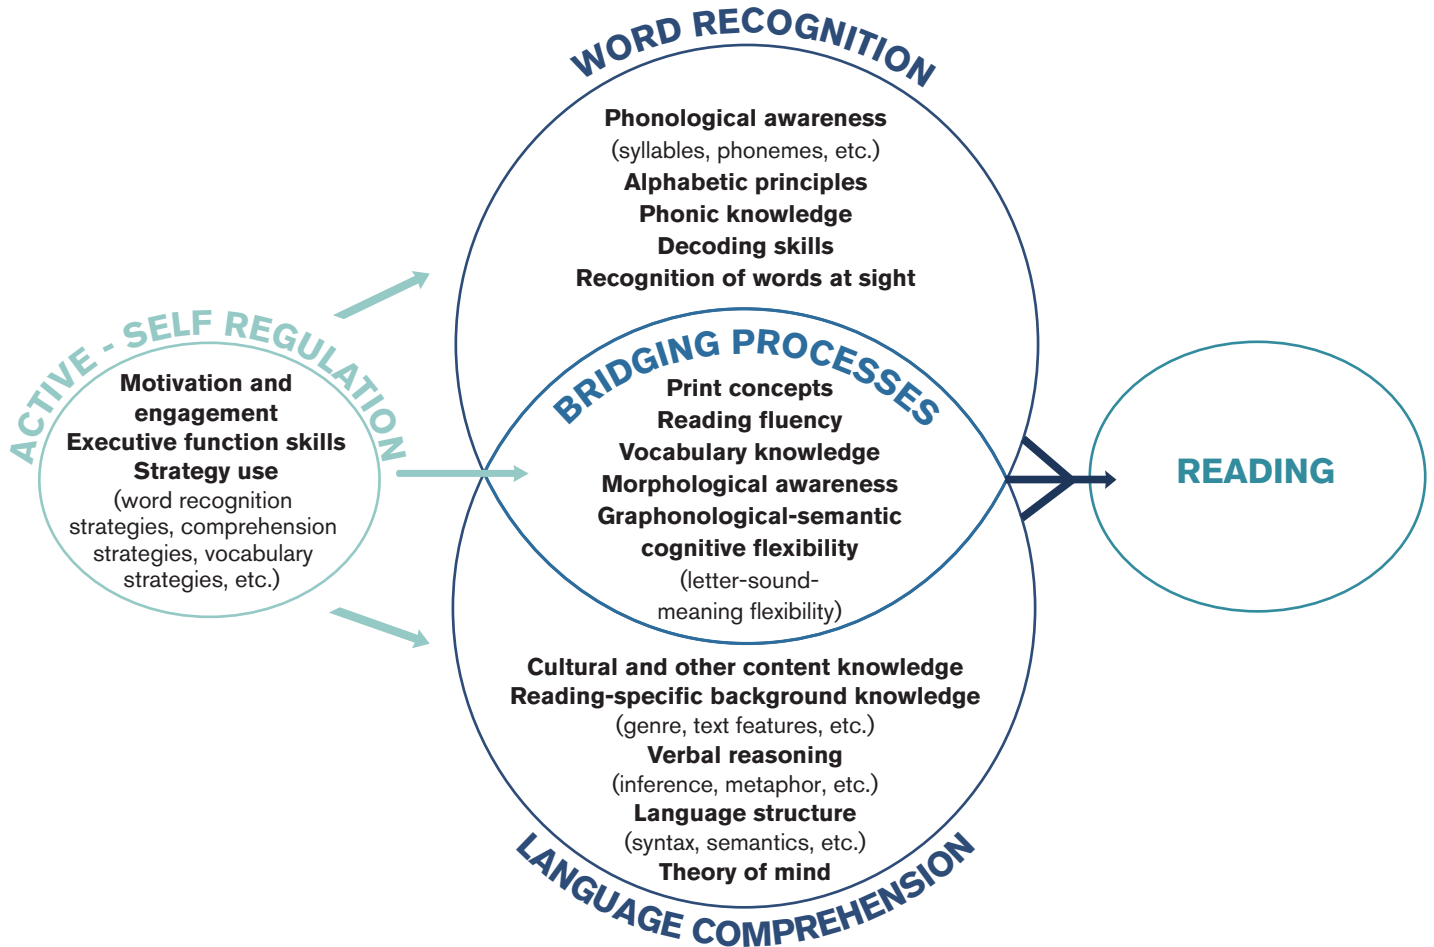 WORD RECOGNITION
Phonological awareness
(syllables, phonemes, etc.)
Alphabetic principles
Phonic knowledge
Decoding skills
Recognition of words at sight
ACTIVE - SELF REGULATION
Motivation and
engagement
Executive function skills
Strategy use
(word recognition
strategies, comprehension
strategies, vocabulary
strategies, etc.)
BRIDGING PROCESSES
Print concepts
Reading fluency
Vocabulary knowledge
Morphological awareness
Graphonological-semantic
cognitive flexibility
(letter-sound-
meaning flexibility)
READING
Cultural and other content knowledge
Reading-specific background knowledge
(genre, text features, etc.)
Verbal reasoning
(inference, metaphor, etc.)
Language structure
(syntax, semantics, etc.)
Theory of mind
LANGUAGE COMPREHENSION